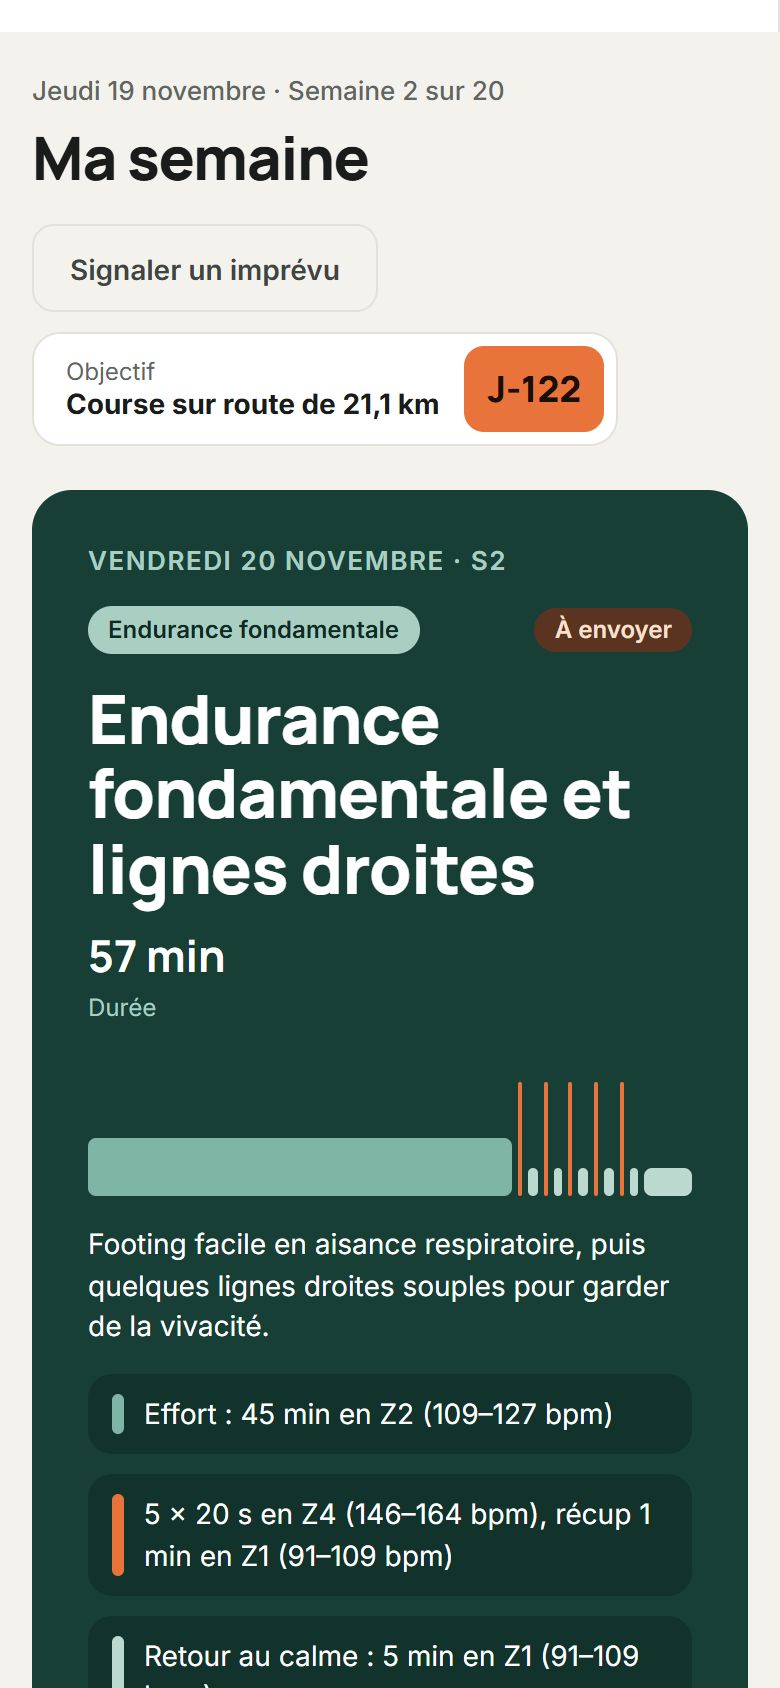 Jeudi 19 novembre · Semaine 2 sur 20
Ma semaine
Signaler un imprévu
Objectif
Course sur route de 21,1 km
J-122
VENDREDI 20 NOVEMBRE · S2
Endurance fondamentale
À envoyer
Endurance
fondamentale et
lignes droites
57 min
Durée
Footing facile en aisance respiratoire, puis
quelques lignes droites souples pour garder
de la vivacité.
Effort : 45 min en Z2 (109–127 bpm)
5 × 20 s en Z4 (146–164 bpm), récup 1
min en Z1 (91–109 bpm)
Retour au calme : 5 min en Z1 (91–109